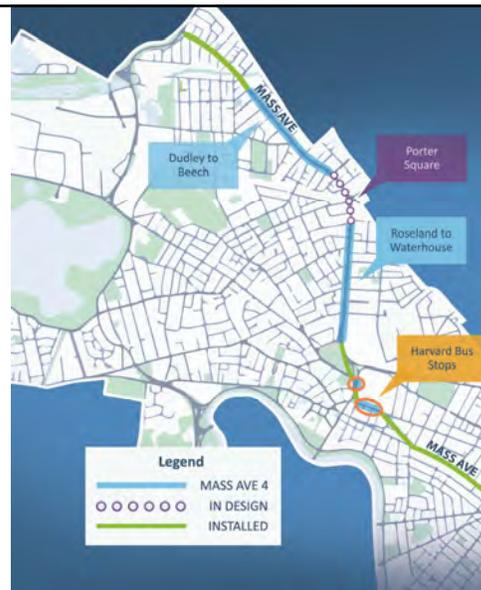 MASS AVE
Dudley to
Beech
Porter
Square
Roseland to
Waterhouse
Harvard Bus
Stops
MASS AVE
Legend
MASS AVE 4
IN DESIGN
INSTALLED